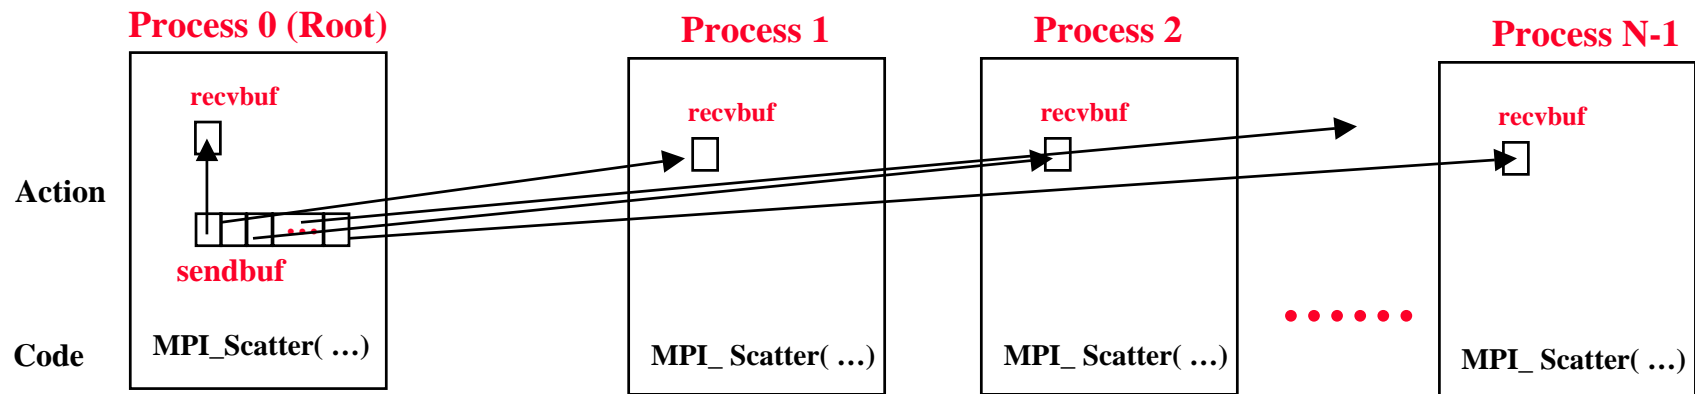 Process 0 (Root)
Process 1
Process 2
Process N-1
recvbuf
recvbuf
recvbuf
recvbuf
Action
...
sendbuf
......
Code
MPI_Scatter( …)
MPI_ Scatter( …)
MPI_ Scatter( …)
MPI_ Scatter( …)